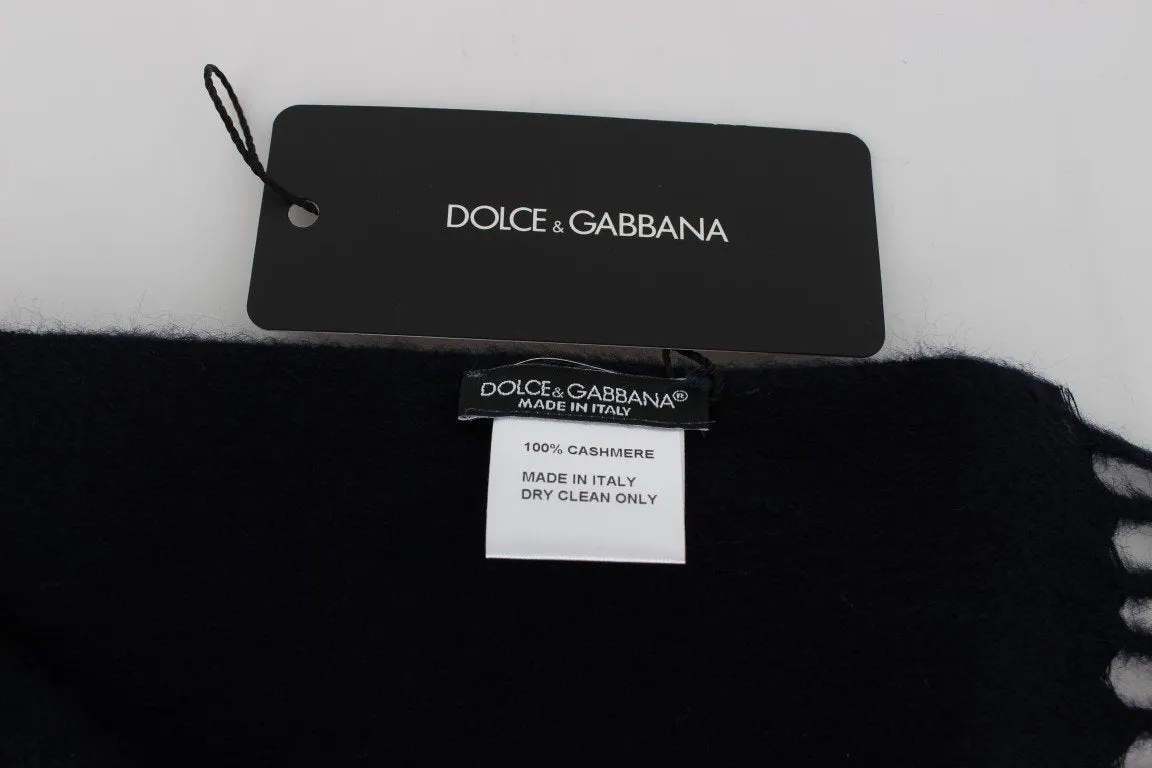 DOLCE & GABBANA
DOLCE & GABBANA®
MADE IN ITALY
100% CASHMERE
MADE IN ITALY
DRY CLEAN ONLY